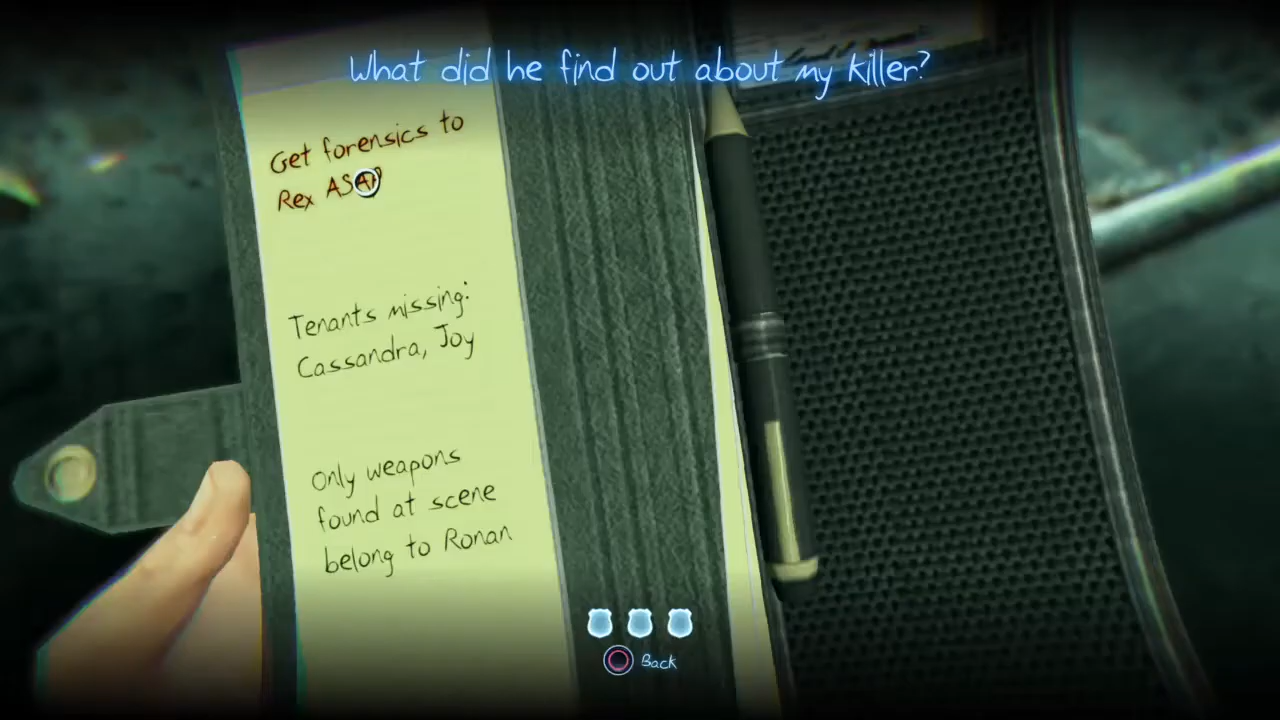 What did he find out about my killer?
Get forensics to
Rex ASAP
Tenants missing:
Cassandra, Joy
Only weapons
found at scene
belong to Ronan
Back